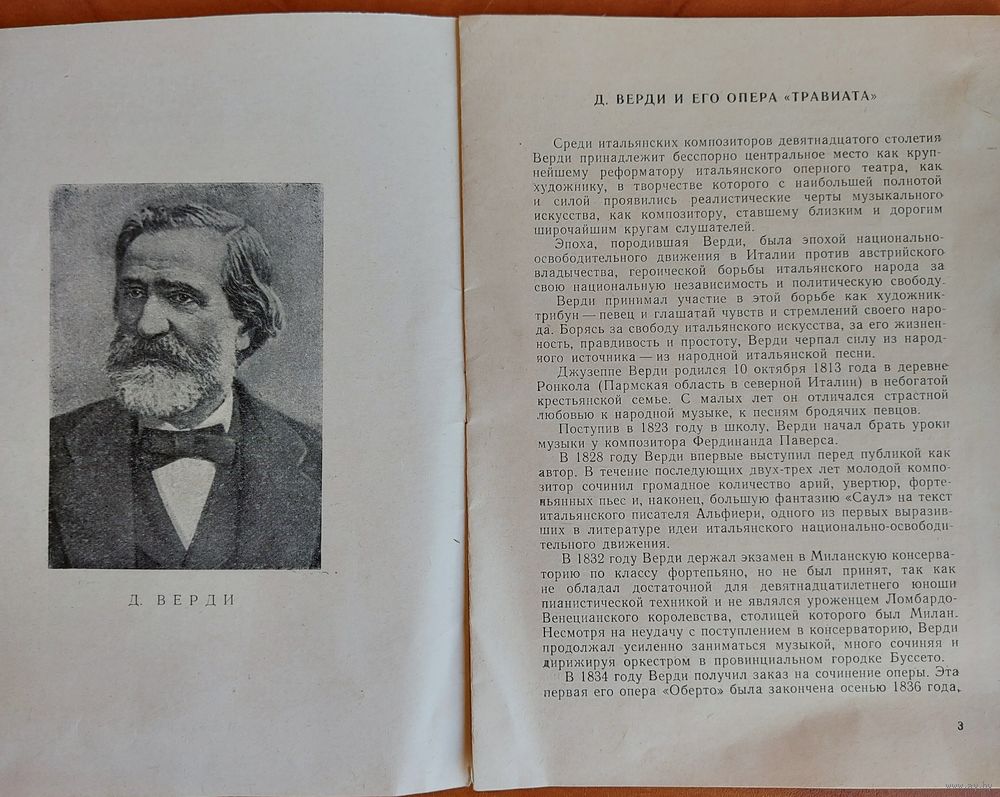 Д. ВЕРДИ
Д. ВЕРДИ И ЕГО ОПЕРА «ТРАВИАТА»
Среди итальянских композиторов девятнадцатого столетия
Верди принадлежит бесспорно центральное место как круп-
нейшему реформатору итальянского оперного театра, как
художнику, в творчестве которого с наибольшей полнотой
и силой проявились реалистические черты музыкального
искусства, как композитору, ставшему близким и дорогим
широчайшим кругам слушателей.
Эпоха, породившая Верди, была эпохой национально-
освободительного движения в Италии против австрийского
владычества, героической борьбы итальянского народа за
свою национальную независимость и политическую свободу.
Верди принимал участие в этой борьбе как художник-
трибун — певец и глашатай чувств и стремлений своего наро-
да. Борясь за свободу итальянского искусства, за его жизнен-
ность, правдивость и простоту, Верди черпал силу из народ-
ного источника — из народной итальянской песни.
Джузеппе Верди родился 10 октября 1813 года в деревне
Ронкола (Пармская область в северной Италии) в небогатой
крестьянской семье. С малых лет он отличался страстной
любовью к народной музыке, к песням бродячих певцов.
Поступив в 1823 году в школу, Верди начал брать уроки
музыки у композитора Фердинанда Паверса.
В 1828 году Верди впервые выступил перед публикой как
автор. В течение последующих двух-трех лет молодой компо-
зитор сочинил громадное количество арий, увертюр, форте-
пьянных пьес и, наконец, большую фантазию «Саул» на текст
итальянского писателя Альфиери, одного из первых выразив-
ших в литературе идеи итальянского национально-освободи-
тельного движения.
В 1832 году Верди держал экзамен в Миланскую консерва-
торию по классу фортепьяно, но не был принят, так как
не обладал достаточной для девятнадцатилетнего юноши
пианистической техникой и не являлся уроженцем Ломбардо-
Венецианского королевства, столицей которого был Милан.
Несмотря на неудачу с поступлением в консерваторию, Верди
продолжал усиленно заниматься музыкой, много сочиняя и
дирижируя оркестром в провинциальном городке Буссето.
В 1834 году Верди получил заказ на сочинение оперы. Эта
первая его опера «Оберто» была закончена осенью 1836 года,
3
www.ay.by